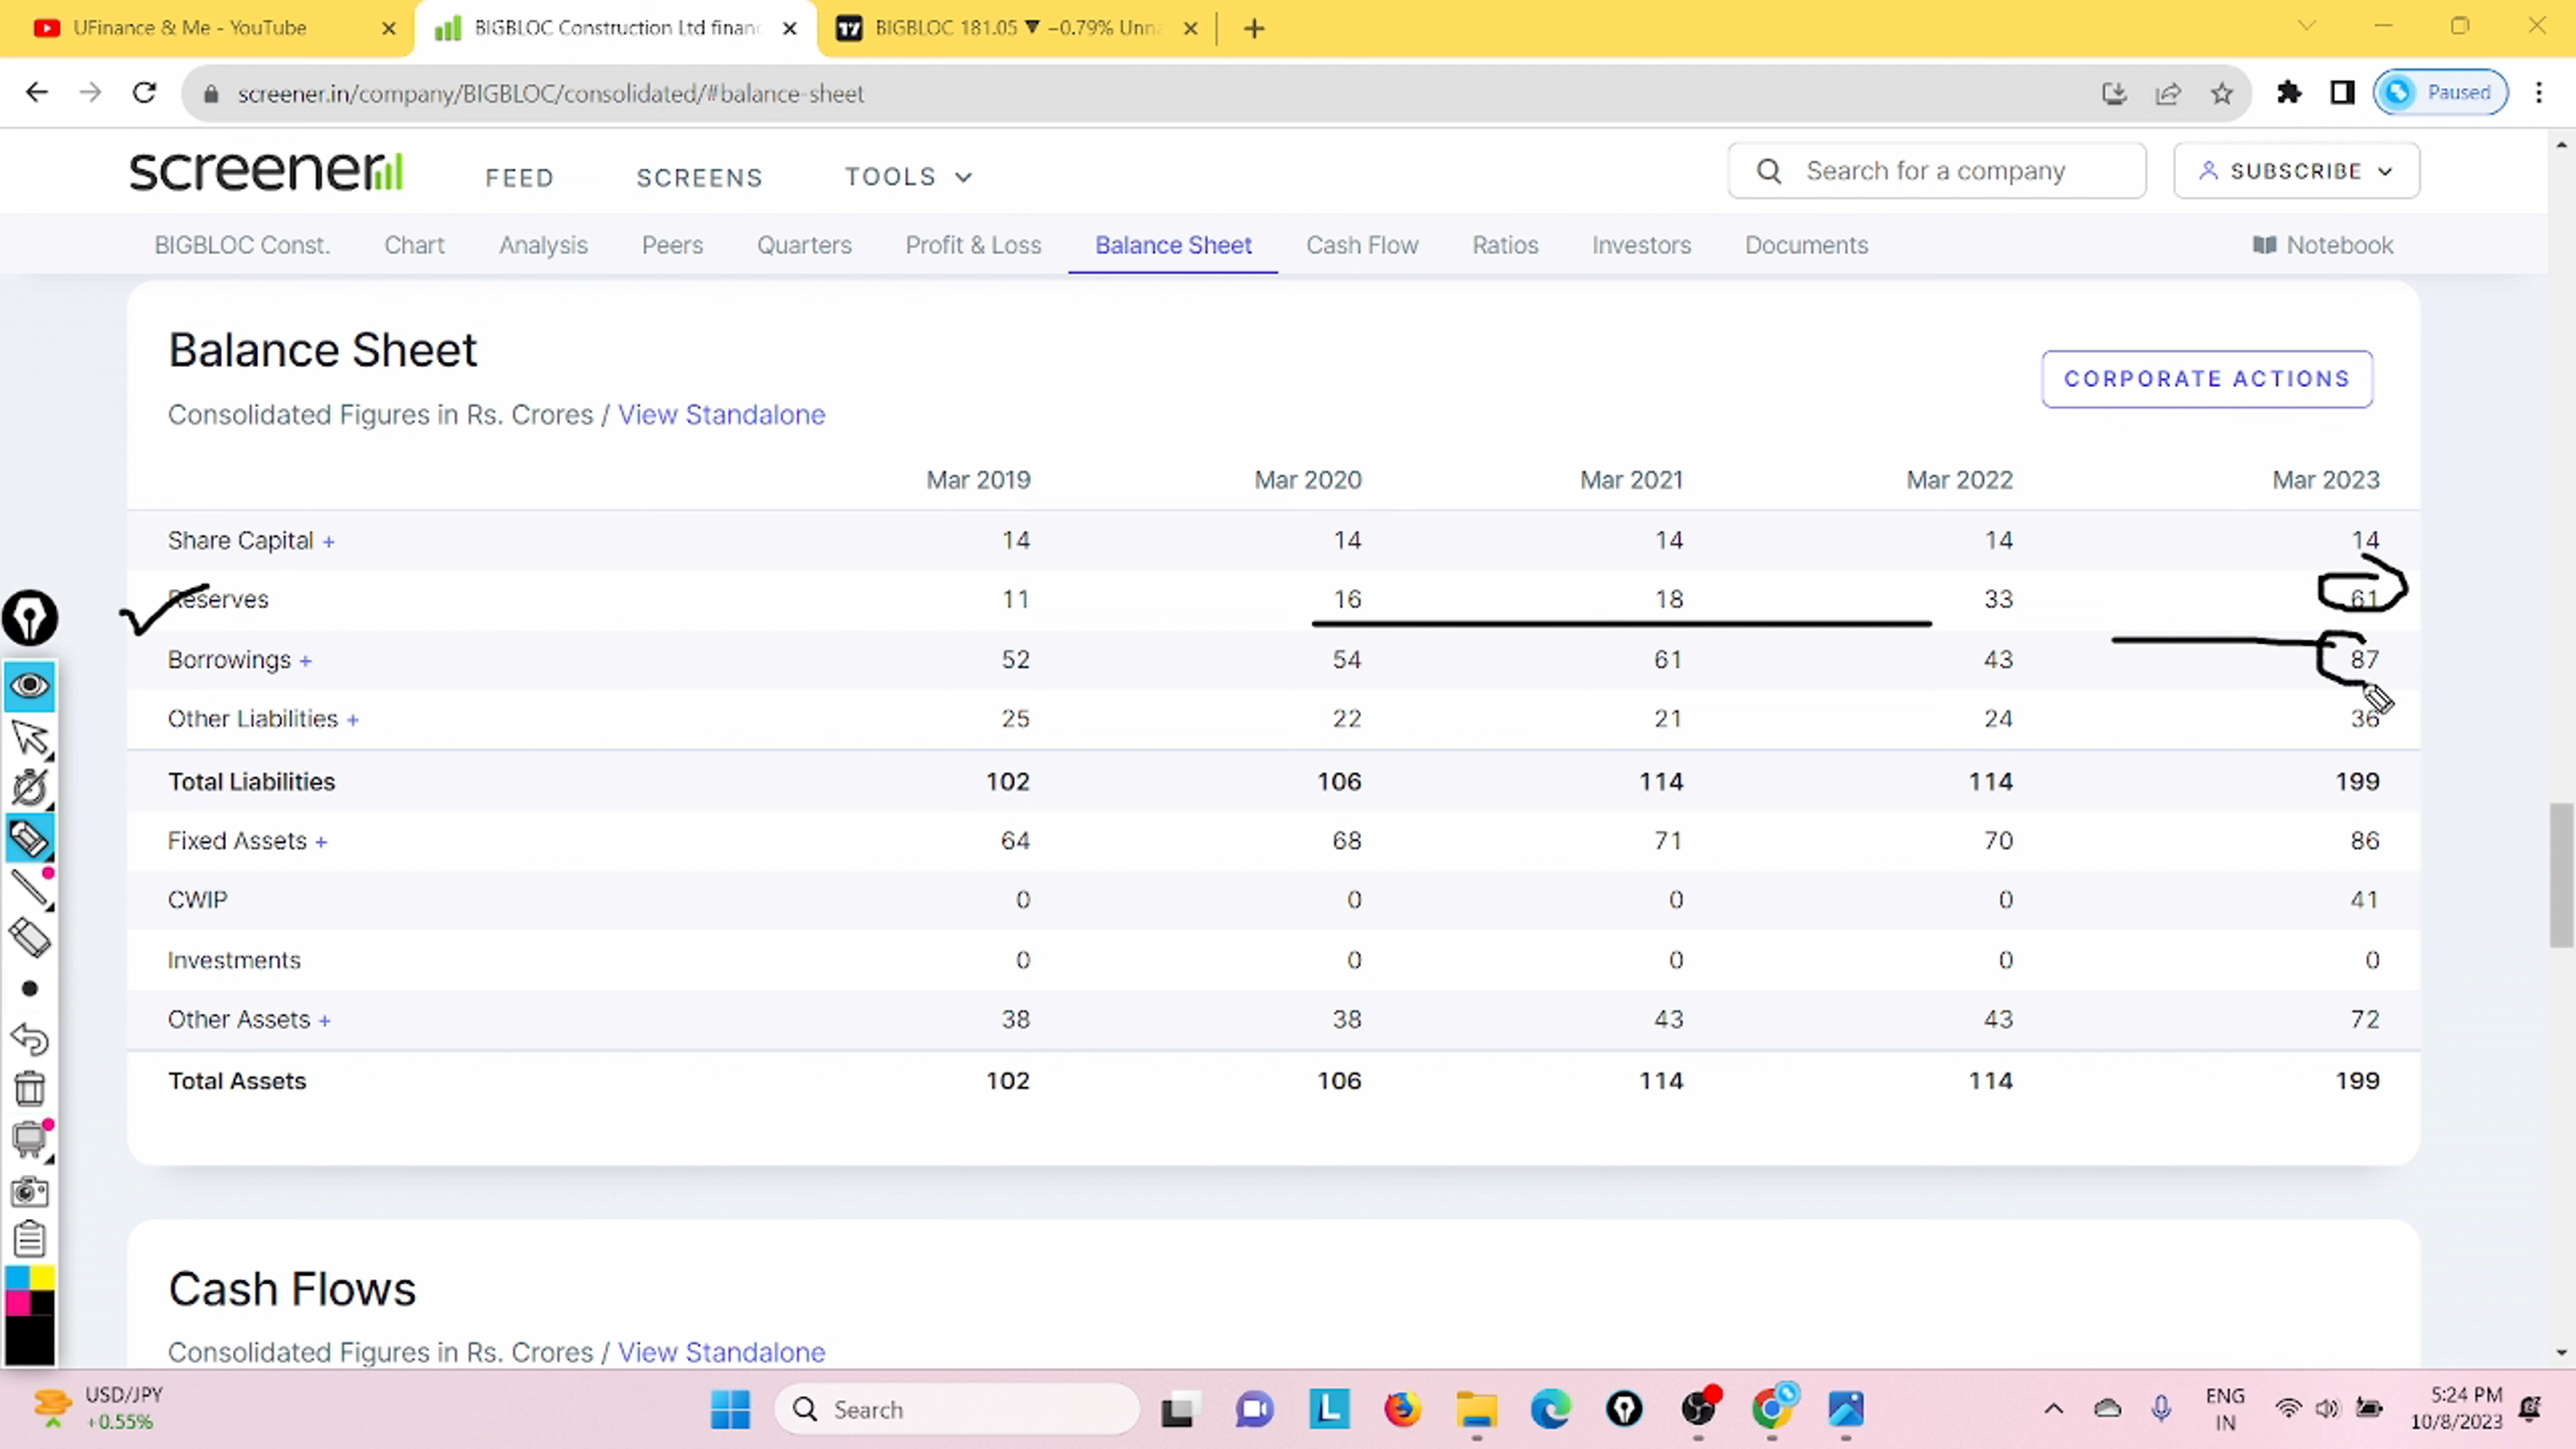 UFinance & Me - YouTube
BIGBLOC Construction Ltd financ
BIGBLOC 181.05 ▼ −0.79% Unna
screener.in/company/BIGBLOC/consolidated/#balance-sheet
Paused
screener
FEED
SCREENS
TOOLS
Search for a company
SUBSCRIBE
BIGBLOC Const.
Chart
Analysis
Peers
Quarters
Profit & Loss
Balance Sheet
Cash Flow
Ratios
Investors
Documents
Notebook
Balance Sheet
CORPORATE ACTIONS
Consolidated Figures in Rs. Crores / View Standalone
Mar 2019 Mar 2020 Mar 2021 Mar 2022 Mar 2023
Share Capital + 14 14 14 14 14
Reserves 11 16 18 33 61
Borrowings + 52 54 61 43 87
Other Liabilities + 25 22 21 24 36
Total Liabilities 102 106 114 114 199
Fixed Assets + 64 68 71 70 86
CWIP 0 0 0 0 41
Investments 0 0 0 0 0
Other Assets + 38 38 43 43 72
Total Assets 102 106 114 114 199
Cash Flows
Consolidated Figures in Rs. Crores / View Standalone
USD/JPY
+0.55%
Search
L
ENG
IN
5:24 PM
10/8/2023